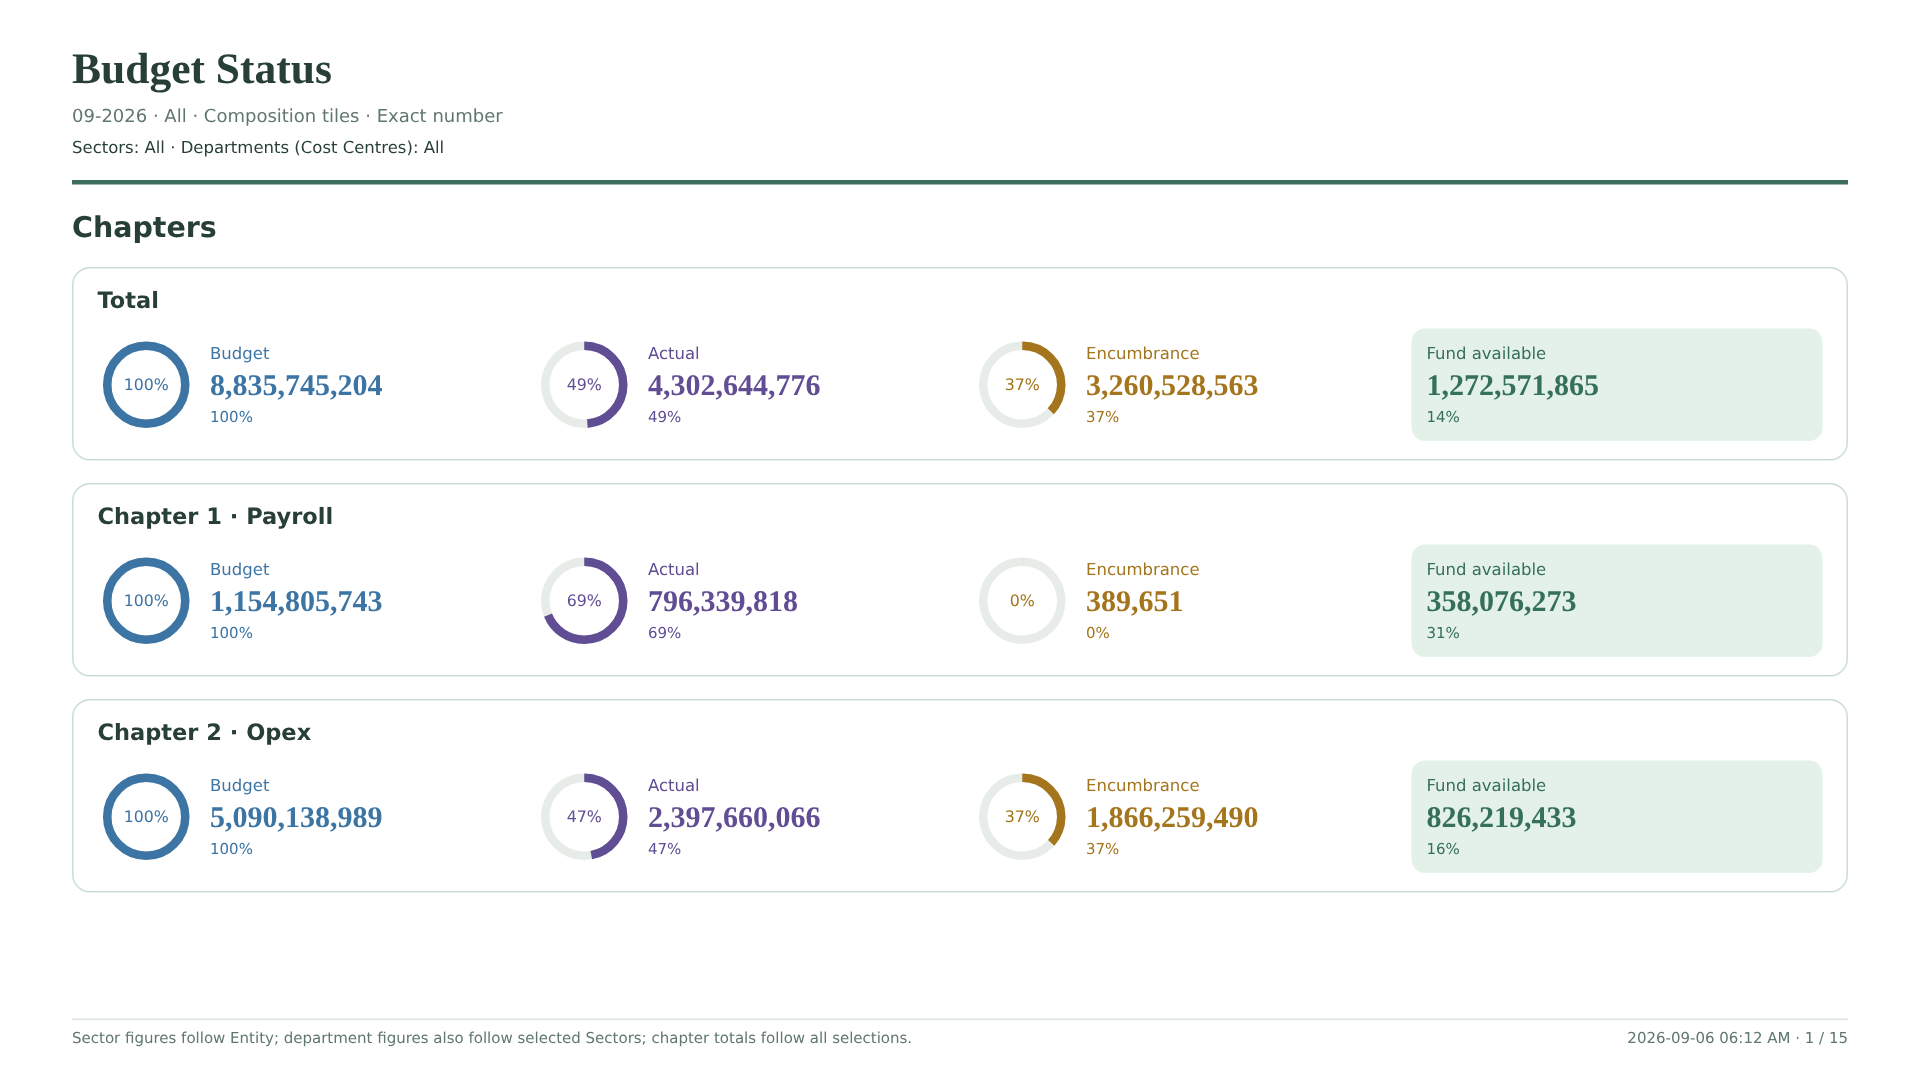 Budget Status
09-2026 · All · Composition tiles · Exact number
Sectors: All · Departments (Cost Centres): All
Chapters
Total
100%
Budget
8,835,745,204
100%
49%
Actual
4,302,644,776
49%
37%
Encumbrance
3,260,528,563
37%
Fund available
1,272,571,865
14%
Chapter 1 · Payroll
100%
Budget
1,154,805,743
100%
69%
Actual
796,339,818
69%
0%
Encumbrance
389,651
0%
Fund available
358,076,273
31%
Chapter 2 · Opex
100%
Budget
5,090,138,989
100%
47%
Actual
2,397,660,066
47%
37%
Encumbrance
1,866,259,490
37%
Fund available
826,219,433
16%
Sector figures follow Entity; department figures also follow selected Sectors; chapter totals follow all selections.
2026-09-06 06:12 AM · 1 / 15